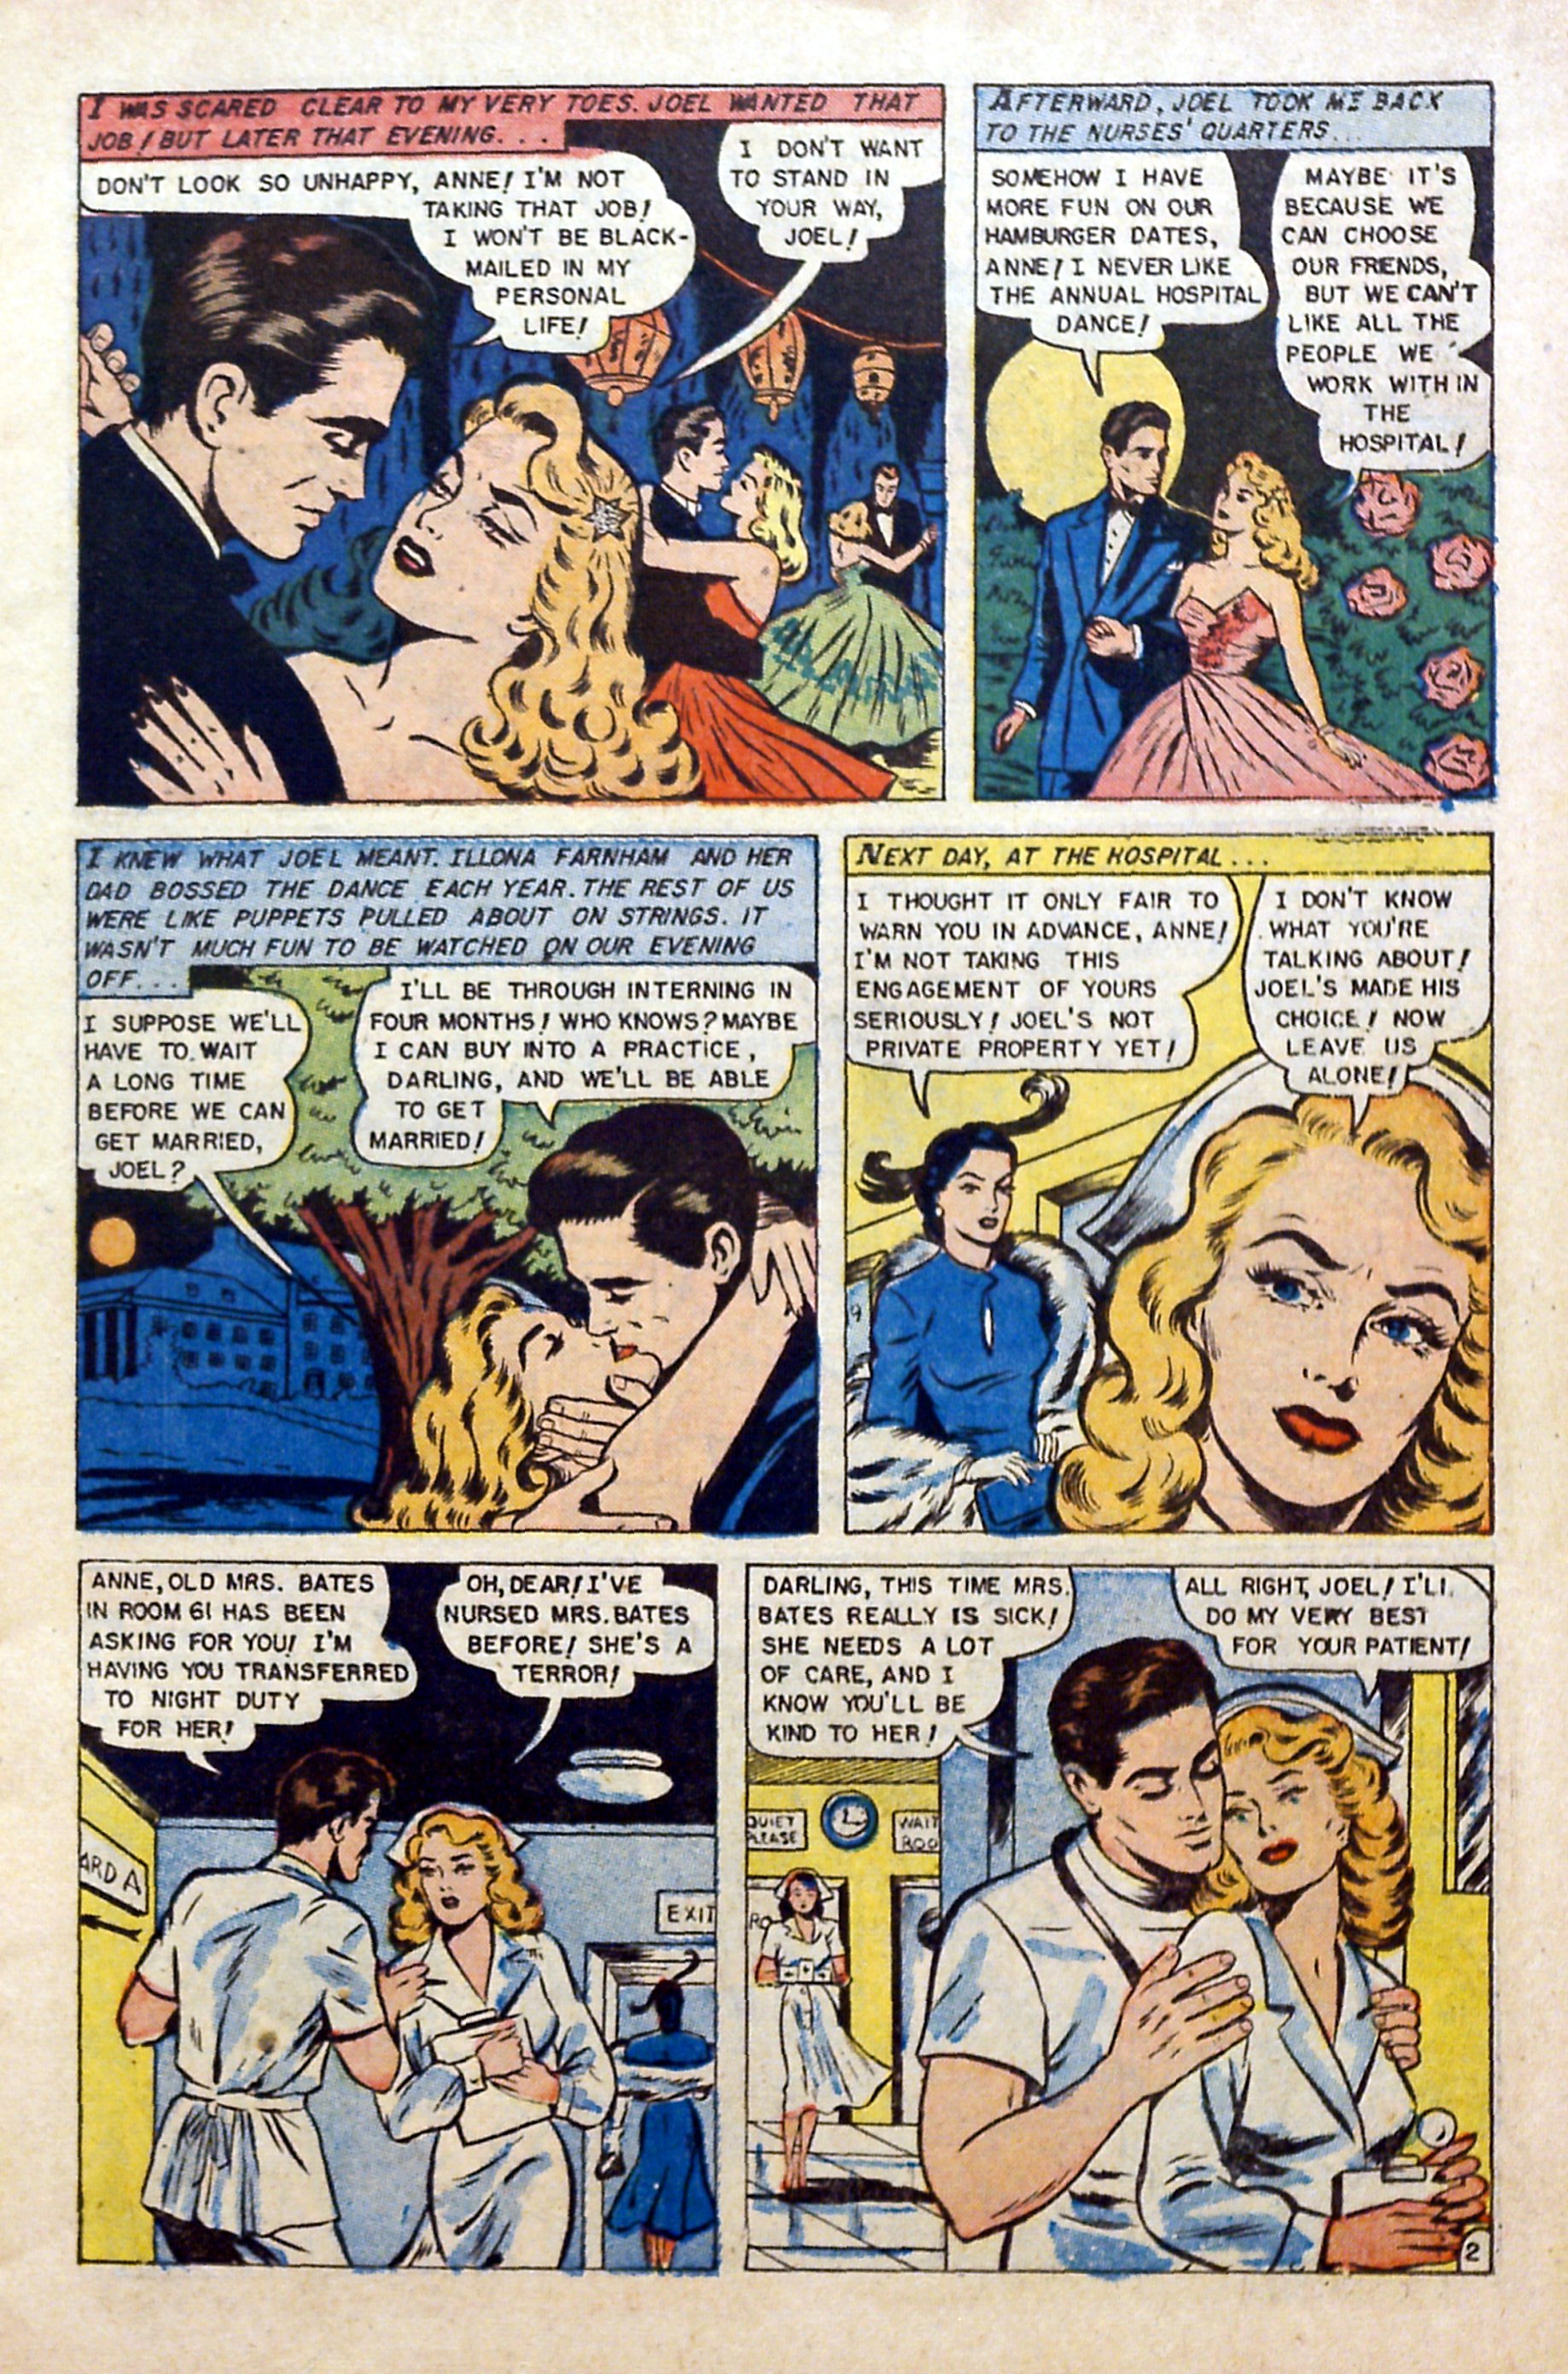 I WAS SCARED CLEAR TO MY VERY TOES. JOEL WANTED THAT
JOB! BUT LATER THAT EVENING. . .
DON'T LOOK SO UNHAPPY, ANNE! I'M NOT
TAKING THAT JOB!
I WON'T BE BLACK-
MAILED IN MY
PERSONAL
LIFE!
I DON'T WANT
TO STAND IN
YOUR WAY,
JOEL!
AFTERWARD, JOEL TOOK ME BACK
TO THE NURSES' QUARTERS...
SOMEHOW I HAVE
MORE FUN ON OUR
HAMBURGER DATES,
ANNE! I NEVER LIKE
THE ANNUAL HOSPITAL
DANCE!
MAYBE IT'S
BECAUSE WE
CAN CHOOSE
OUR FRIENDS,
BUT WE CAN'T
LIKE ALL THE
PEOPLE WE
WORK WITH IN
THE
HOSPITAL!
I KNEW WHAT JOEL MEANT. ILLONA FARNHAM AND HER
DAD BOSSED THE DANCE EACH YEAR. THE REST OF US
WERE LIKE PUPPETS PULLED ABOUT ON STRINGS. IT
WASN'T MUCH FUN TO BE WATCHED ON OUR EVENING
OFF. . .
I SUPPOSE WE'LL
HAVE TO WAIT
A LONG TIME
BEFORE WE CAN
GET MARRIED,
JOEL?
I'LL BE THROUGH INTERNING IN
FOUR MONTHS! WHO KNOWS? MAYBE
I CAN BUY INTO A PRACTICE,
DARLING, AND WE'LL BE ABLE
TO GET
MARRIED!
NEXT DAY, AT THE HOSPITAL . . .
I THOUGHT IT ONLY FAIR TO
WARN YOU IN ADVANCE, ANNE!
I'M NOT TAKING THIS
ENGAGEMENT OF YOURS
SERIOUSLY! JOEL'S NOT
PRIVATE PROPERTY YET!
I DON'T KNOW
WHAT YOU'RE
TALKING ABOUT!
JOEL'S MADE HIS
CHOICE! NOW
LEAVE US
ALONE!
9
ANNE, OLD MRS. BATES
IN ROOM 61 HAS BEEN
ASKING FOR YOU! I'M
HAVING YOU TRANSFERRED
TO NIGHT DUTY
FOR HER!
OH, DEAR! I'VE
NURSED MRS. BATES
BEFORE! SHE'S A
TERROR!
ARD A
EXIT
DARLING, THIS TIME MRS.
BATES REALLY IS SICK!
SHE NEEDS A LOT
OF CARE, AND I
KNOW YOU'LL BE
KIND TO HER!
ALL RIGHT, JOEL! I'LL
DO MY VERY BEST
FOR YOUR PATIENT!
QUIET
PLEASE
WAIT
ROO
RO
2